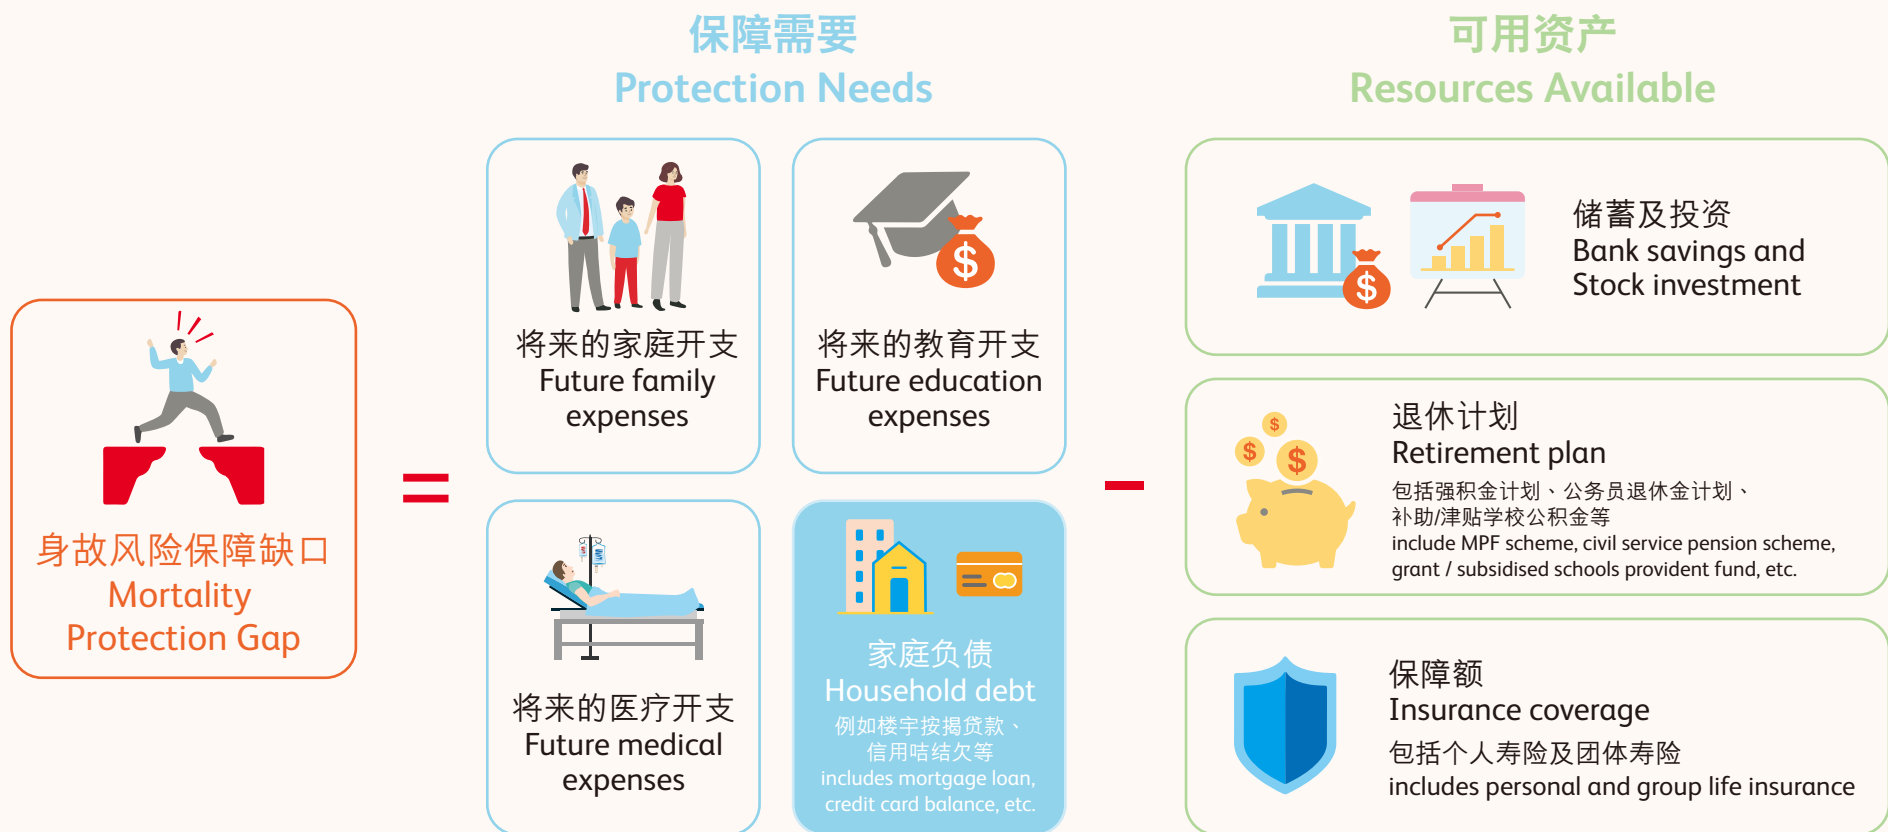 保障需要
Protection Needs
可用资产
Resources Available
身故风险保障缺口
Mortality
Protection Gap
=
将来的家庭开支
Future family
expenses
$
将来的教育开支
Future education
expenses
将来的医疗开支
Future medical
expenses
家庭负债
Household debt
例如楼宇按揭贷款、
信用咭结欠等
includes mortgage loan,
credit card balance, etc.
−
$
储蓄及投资
Bank savings and
Stock investment
$
$
$
退休计划
Retirement plan
包括强积金计划、公务员退休金计划、
补助/津贴学校公积金等
include MPF scheme, civil service pension scheme,
grant / subsidised schools provident fund, etc.
保障额
Insurance coverage
包括个人寿险及团体寿险
includes personal and group life insurance